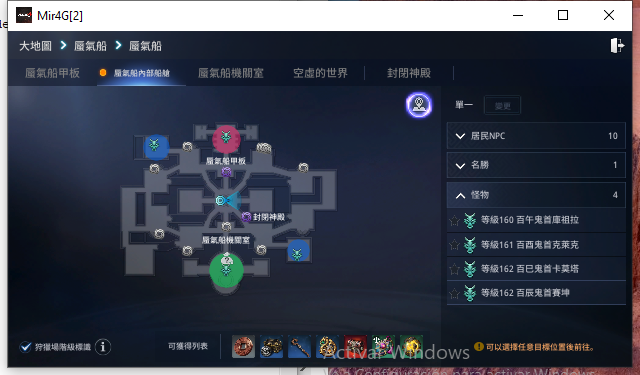 Mir4G[2]
大地圖 > 蜃氣船 > 蜃氣船
蜃氣船甲板
蜃氣船內部船艙
蜃氣船機關室
空虛的世界
封閉神殿
單一
變更
居民NPC 10
名勝 1
怪物 4
等級160 百午鬼首庫祖拉
等級161 百酉鬼首克萊克
等級162 百巳鬼首卡莫塔
等級162 百辰鬼首賽坤
蜃氣船甲板
封閉神殿
蜃氣船機關室
狩獵場階級標識
可獲得列表
可以選擇任意目標位置後前往。
Activar Windows